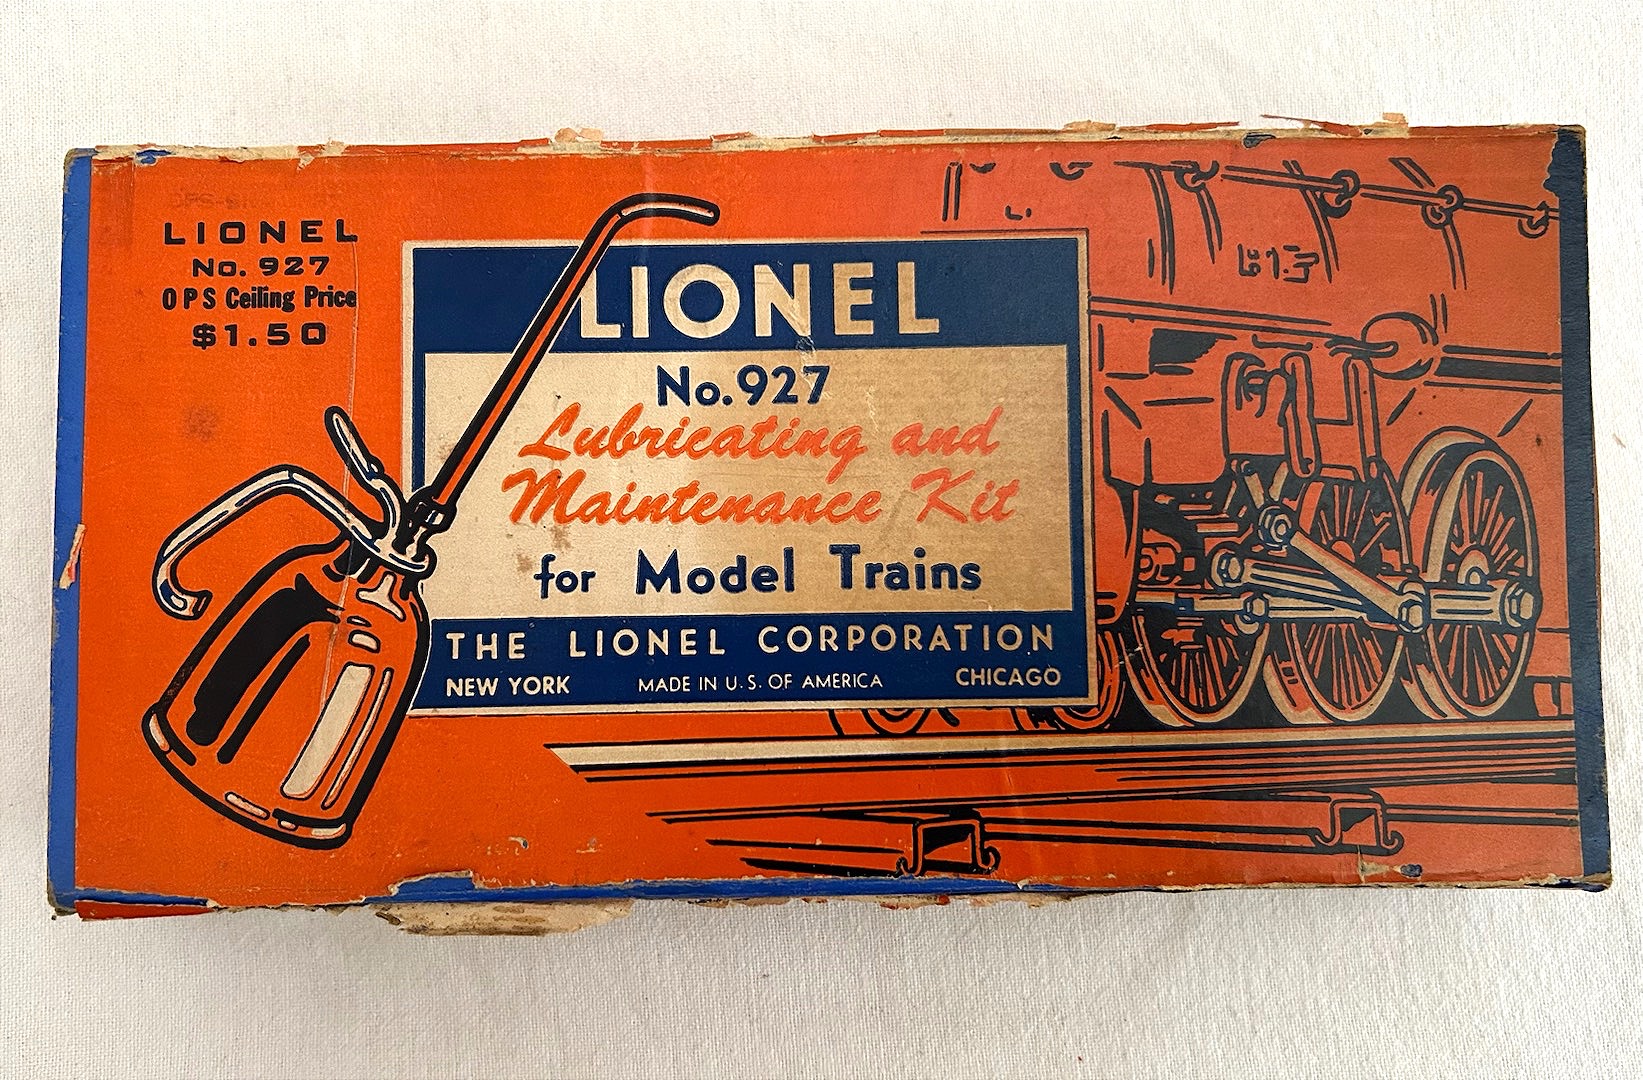 LIONEL
No. 927
OPS Ceiling Price
$1.50
LIONEL
No. 927
Lubricating and
Maintenance Kit
for Model Trains
THE LIONEL CORPORATION
NEW YORK MADE IN U.S. OF AMERICA CHICAGO